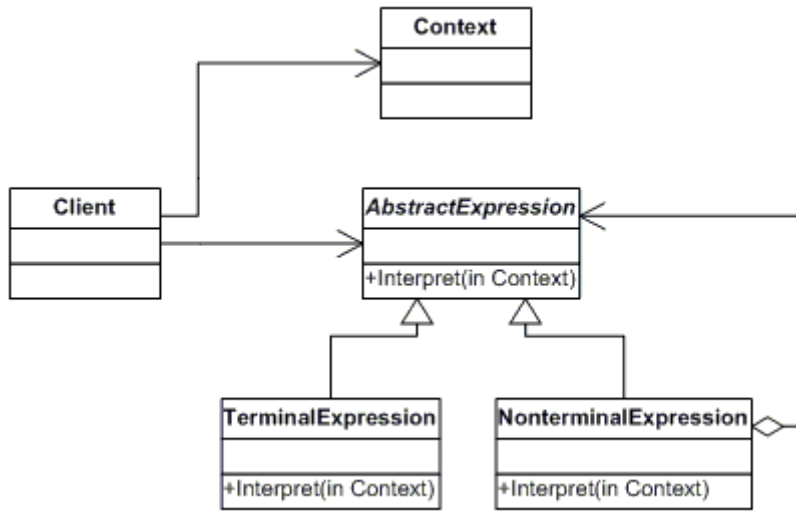 Context
Client
AbstractExpression
+Interpret(in Context)
TerminalExpression
+Interpret(in Context)
NonterminalExpression
+Interpret(in Context)